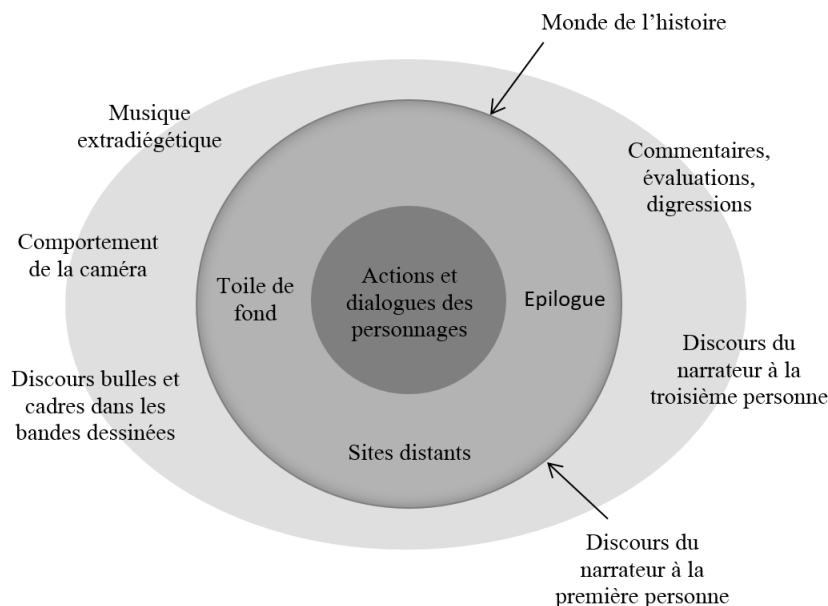 Monde de l’histoire
Musique
extradiégétique
Commentaires,
évaluations,
digressions
Comportement
de la caméra
Toile de
fond
Actions et
dialogues des
personnages
Epilogue
Discours bulles et
cadres dans les
bandes dessinées
Discours du
narrateur à la
troisième personne
Sites distants
Discours du
narrateur à la
première personne